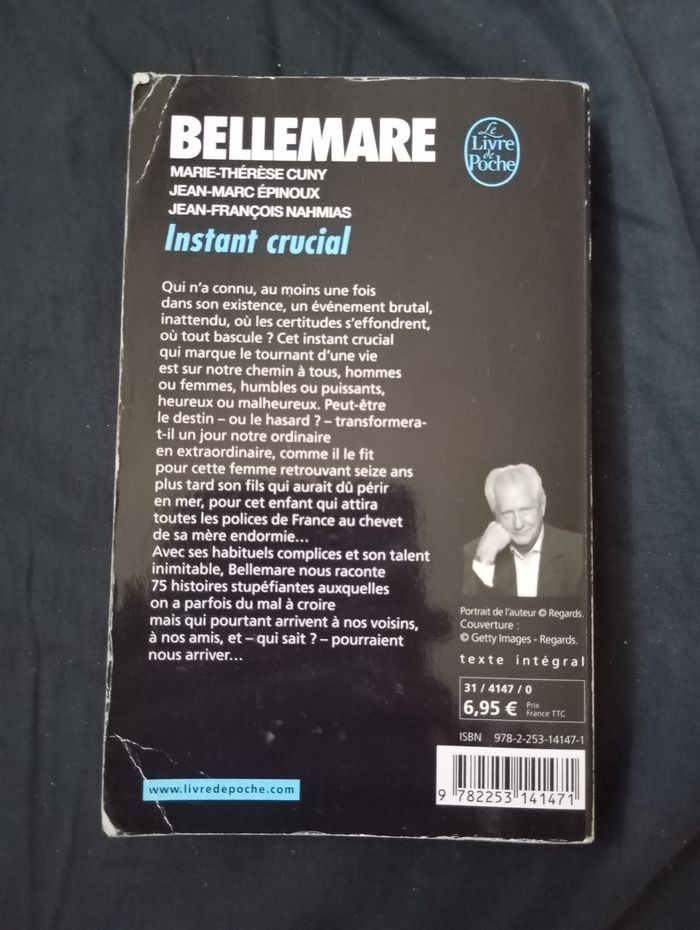 BELLEMARE
Le
Livre
de
Poche
MARIE-THÉRÈSE CUNY
JEAN-MARC ÉPINOUX
JEAN-FRANÇOIS NAHMIAS
Instant crucial
Qui n'a connu, au moins une fois
dans son existence, un événement brutal,
inattendu, où les certitudes s'effondrent,
où tout bascule ? Cet instant crucial
qui marque le tournant d'une vie
est sur notre chemin à tous, hommes
ou femmes, humbles ou puissants,
heureux ou malheureux. Peut-être
le destin – ou le hasard ? – transformera-
t-il un jour notre ordinaire
en extraordinaire, comme il le fit
pour cette femme retrouvant seize ans
plus tard son fils qui aurait dû périr
en mer, pour cet enfant qui attira
toutes les polices de France au chevet
de sa mère endormie…
Avec ses habituels complices et son talent
inimitable, Bellemare nous raconte
75 histoires stupéfiantes auxquelles
on a parfois du mal à croire
mais qui pourtant arrivent à nos voisins,
à nos amis, et – qui sait ? – pourraient
nous arriver…
Portrait de l'auteur © Regards.
Couverture :
© Getty Images - Regards.
texte intégral
31 / 4147 / 0
6,95 € Prix
France TTC
ISBN 978-2-253-14147-1
9 782253 141471
www.livredepoche.com